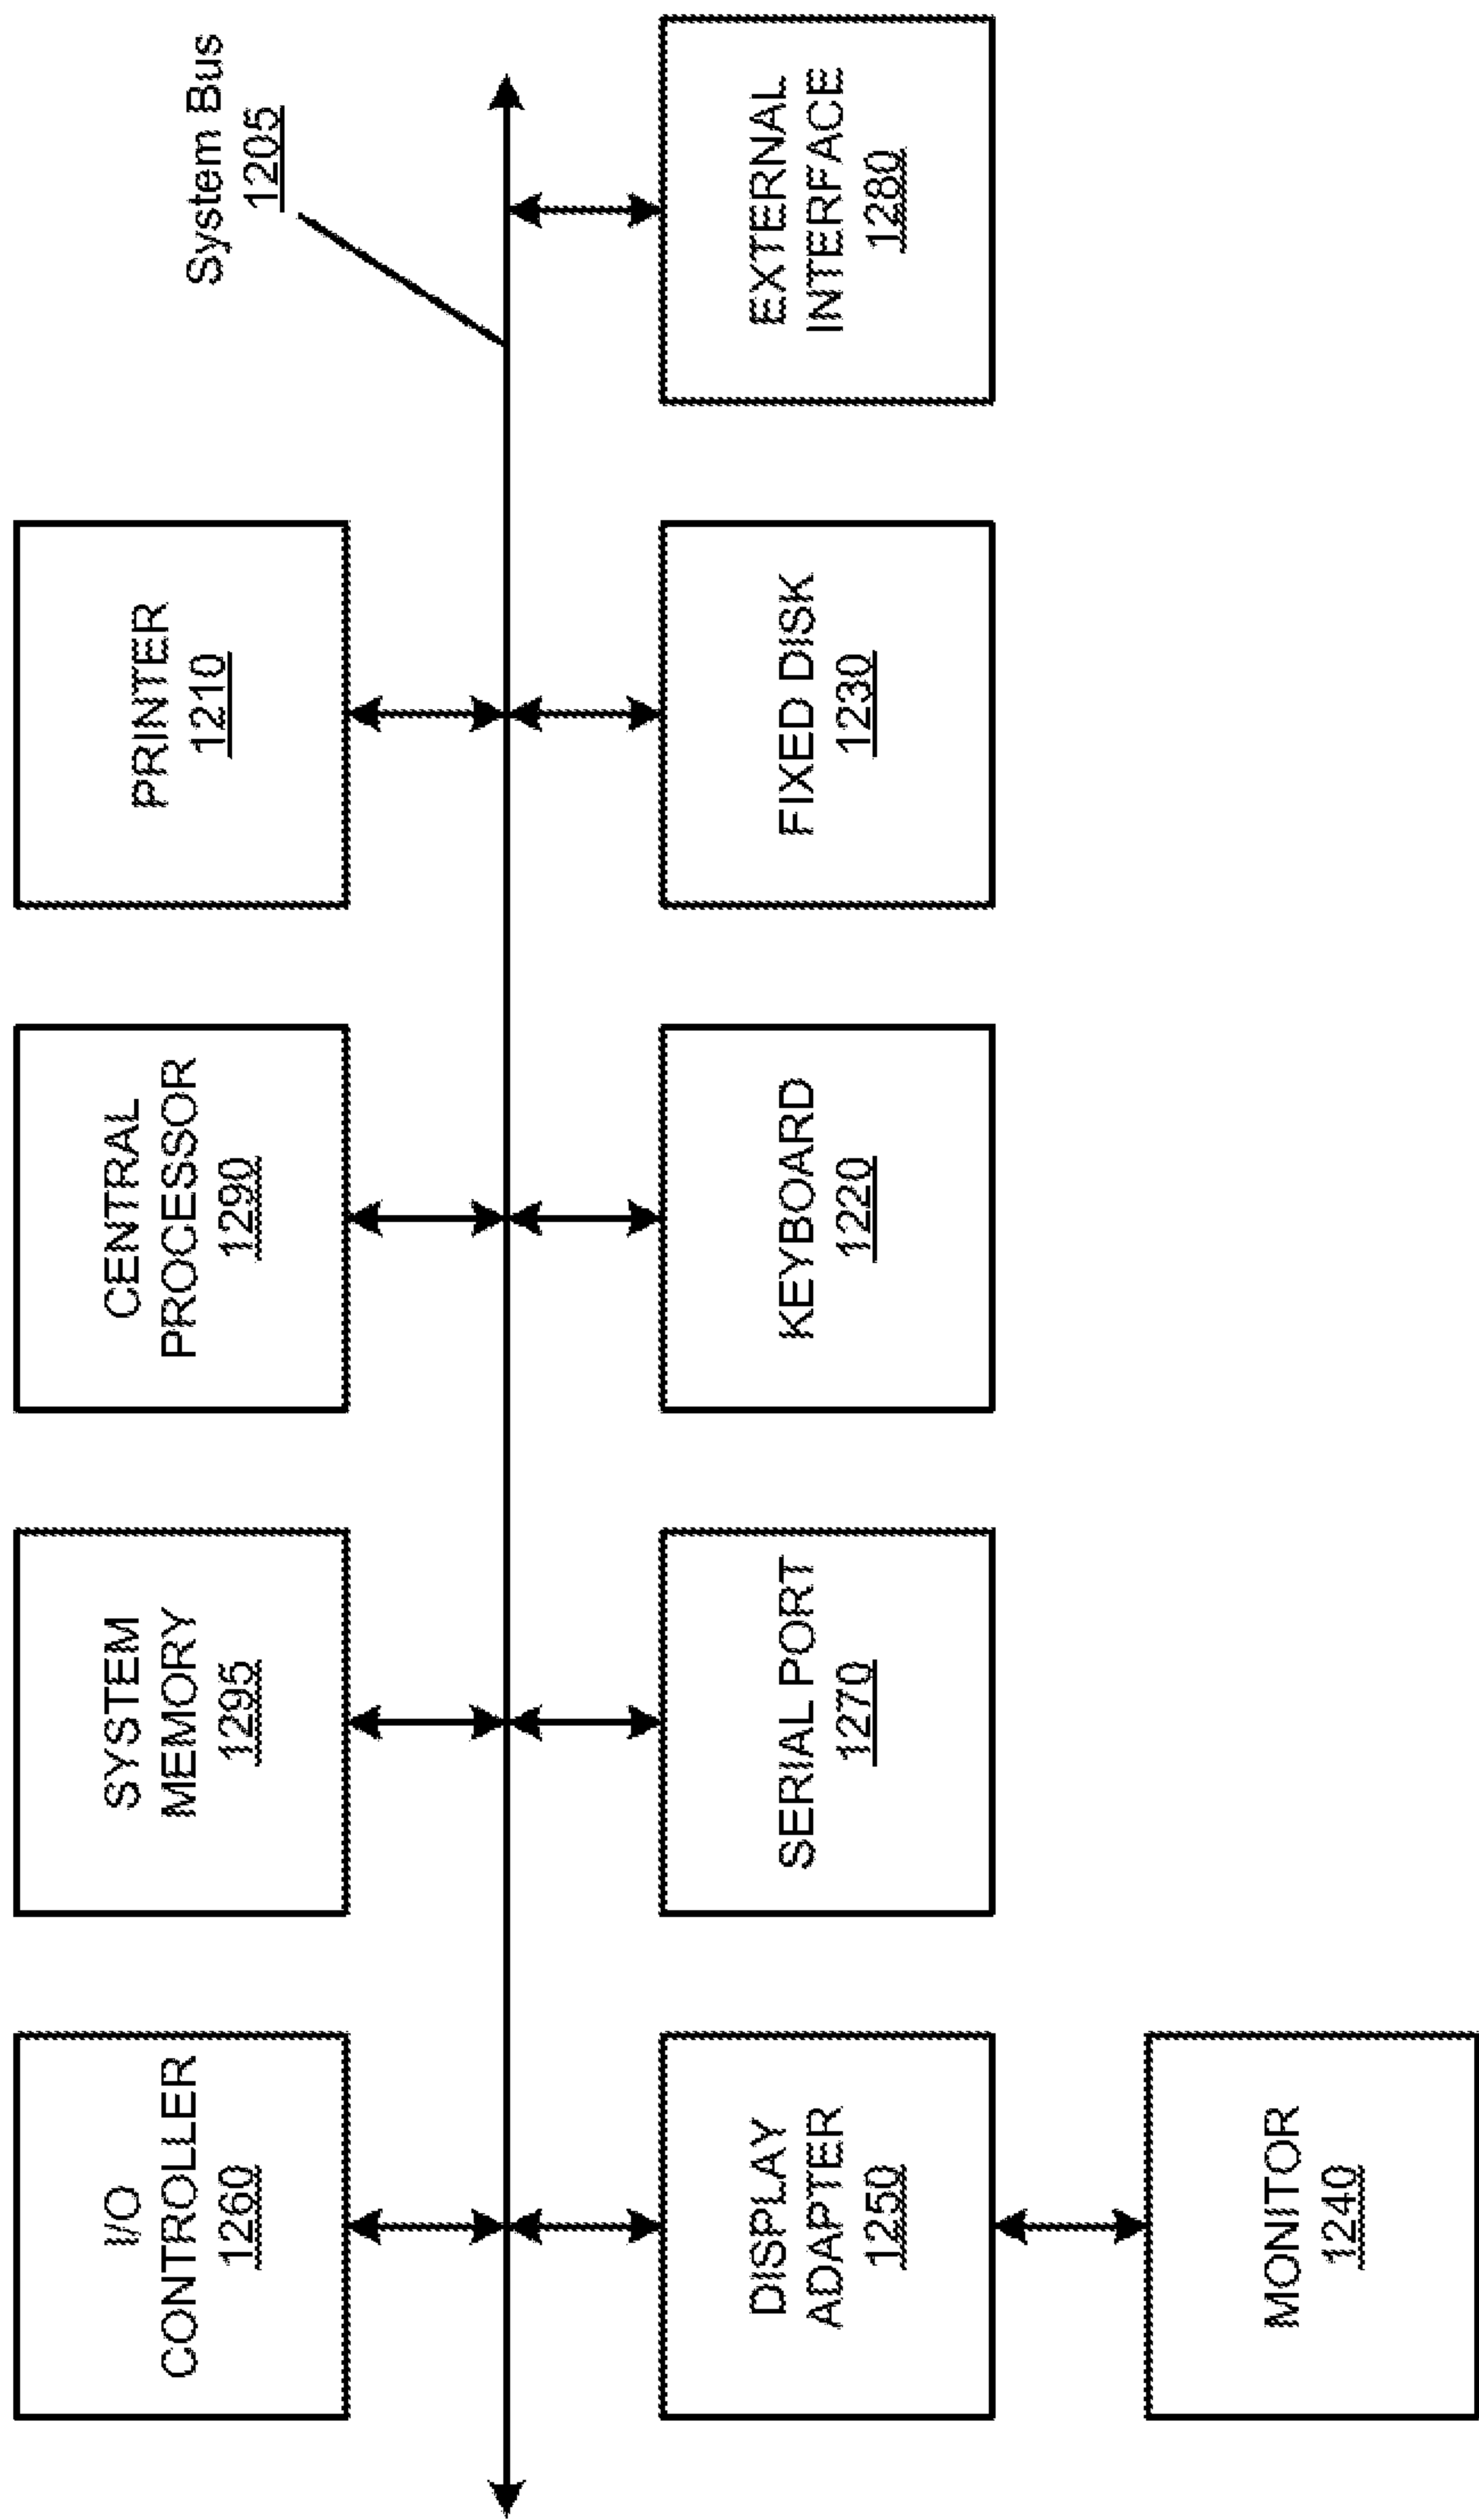 I/O
CONTROLLER
1260
SYSTEM
MEMORY
1295
CENTRAL
PROCESSOR
1290
PRINTER
1210
System Bus
1205
DISPLAY
ADAPTER
1250
SERIAL PORT
1270
KEYBOARD
1220
FIXED DISK
1230
EXTERNAL
INTERFACE
1280
MONITOR
1240